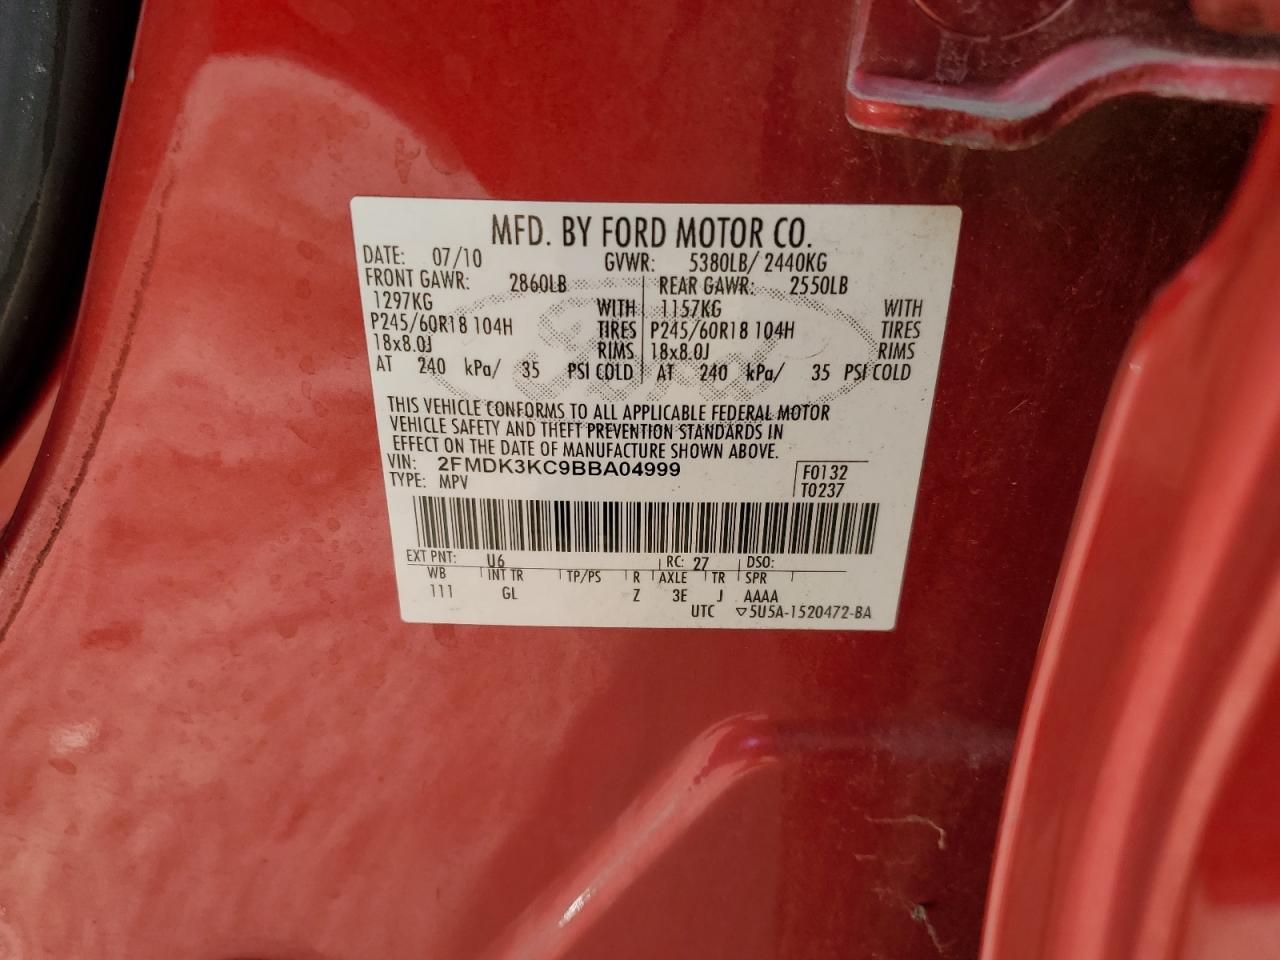 MFD. BY FORD MOTOR CO.
DATE: 07/10 GVWR: 5380LB/ 2440KG
FRONT GAWR: 2860LB REAR GAWR: 2550LB
1297KG WITH 1157KG WITH
P245/60R18 104H TIRES P245/60R18 104H TIRES
18x8.0J RIMS 18x8.0J RIMS
AT 240 kPa/ 35 PSI COLD AT 240 kPa/ 35 PSI COLD
THIS VEHICLE CONFORMS TO ALL APPLICABLE FEDERAL MOTOR
VEHICLE SAFETY AND THEFT PREVENTION STANDARDS IN
EFFECT ON THE DATE OF MANUFACTURE SHOWN ABOVE.
VIN: 2FMDK3KC9BBA04999 F0132
TYPE: MPV T0237
EXT PNT: U6 RC: 27 DSO:
WB INT TR TP/PS R AXLE TR SPR
111 GL Z 3E J AAAA
UTC ▽5U5A-1520472-BA